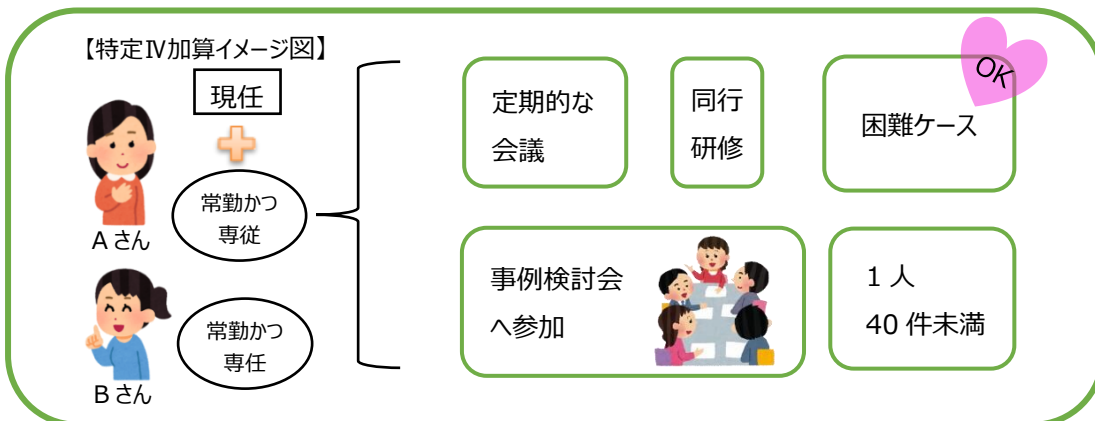 【特定Ⅳ加算イメージ図】
現任
常勤かつ
専従
Aさん
常勤かつ
専任
Bさん
定期的な
会議
同行
研修
困難ケース
OK
事例検討会
へ参加
1人
40件未満